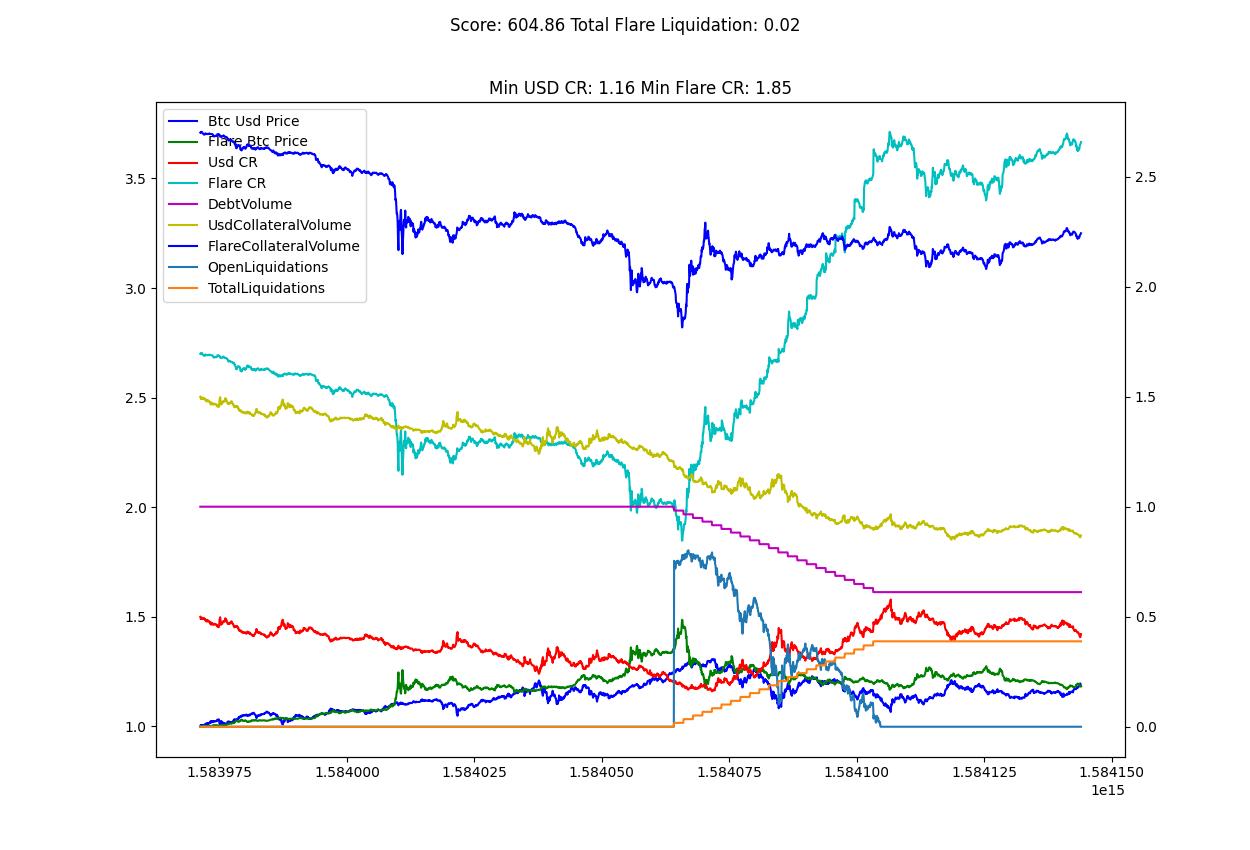 Score: 604.86 Total Flare Liquidation: 0.02
Min USD CR: 1.16 Min Flare CR: 1.85
Btc Usd Price
Flare Btc Price
Usd CR
Flare CR
DebtVolume
UsdCollateralVolume
FlareCollateralVolume
OpenLiquidations
TotalLiquidations
3.5
3.0
2.5
2.0
1.5
1.0
2.5
2.0
1.5
1.0
0.5
0.0
1.583975 1.584000 1.584025 1.584050 1.584075 1.584100 1.584125 1.584150
1e15